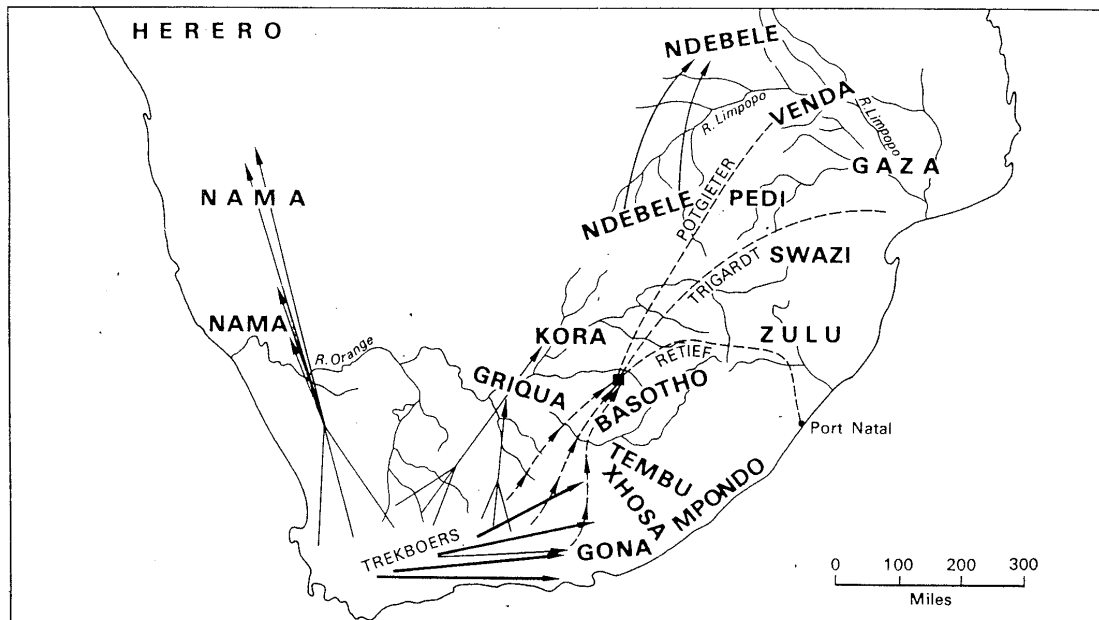 HERERO
NDEBELE
R. Limpopo
VENDA
R. Limpopo
GAZA
NAMA
NDEBELE
POTGIETER
PEDI
TRIGARDT
SWAZI
NAMA
R. Orange
KORA
ZULU
RETIEF
GRIQUA
BASOTHO
Port Natal
TEMBU
XHOSA
MPONDO
TREKBOERS
GONA
0 100 200 300
Miles